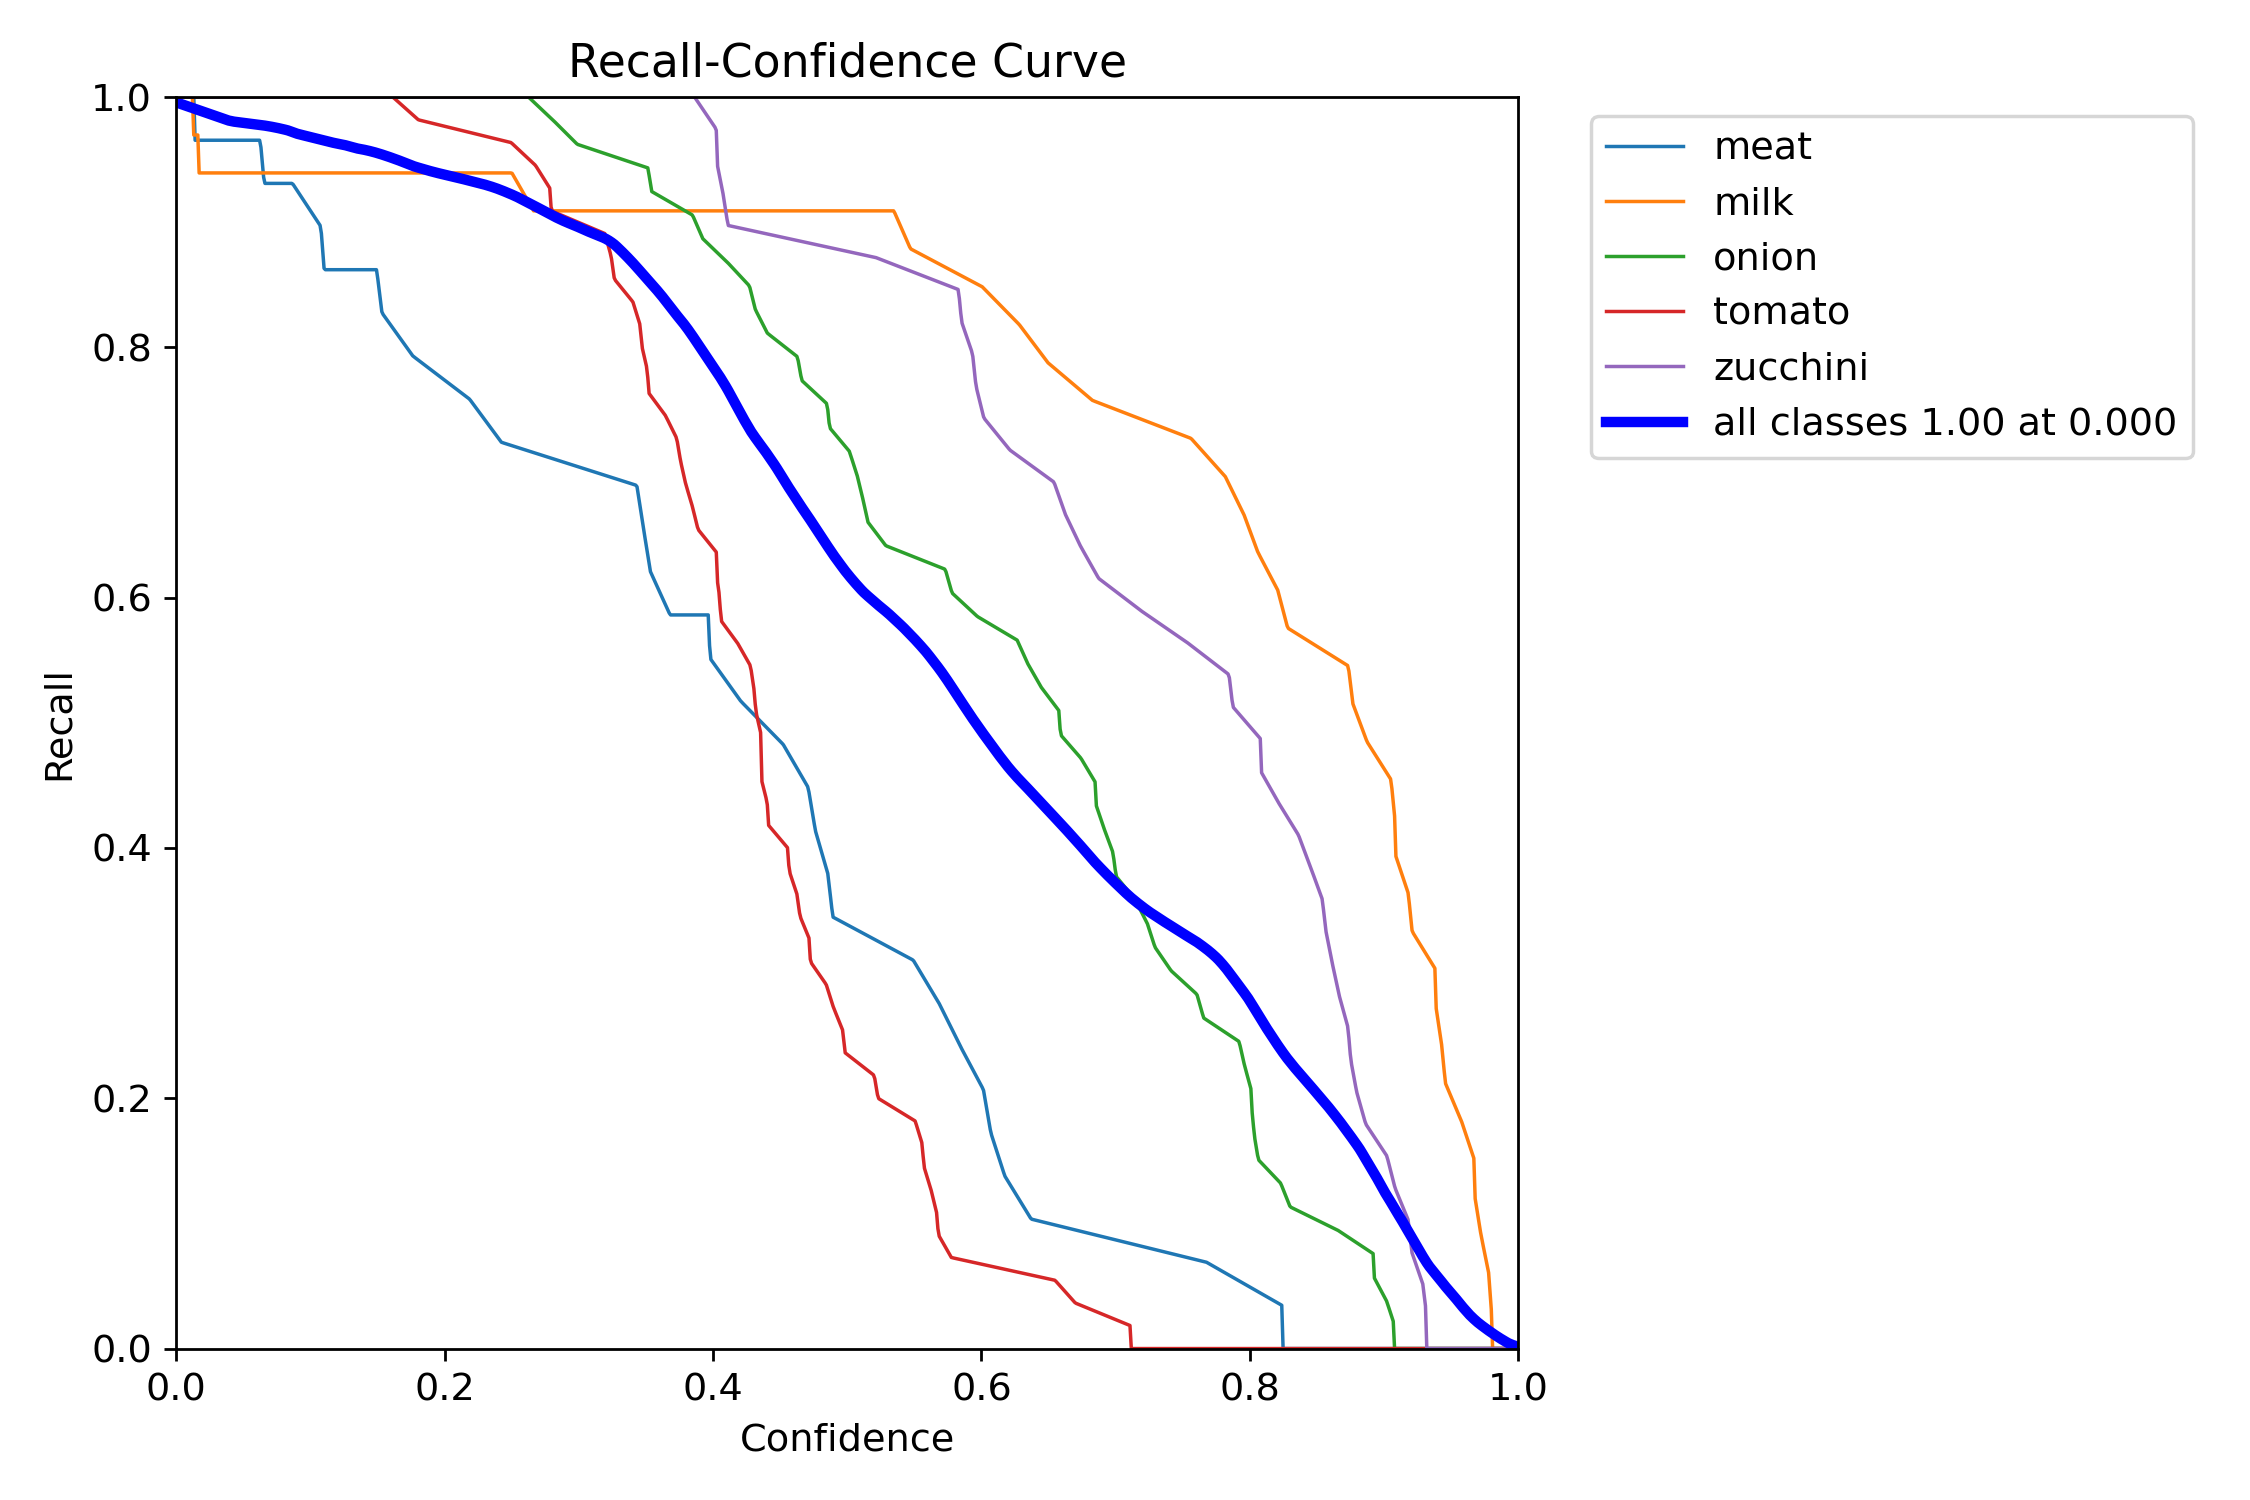 Recall-Confidence Curve
1.0
0.8
0.6
0.4
0.2
0.0
Recall
0.0 0.2 0.4 0.6 0.8 1.0
Confidence
meat
milk
onion
tomato
zucchini
all classes 1.00 at 0.000